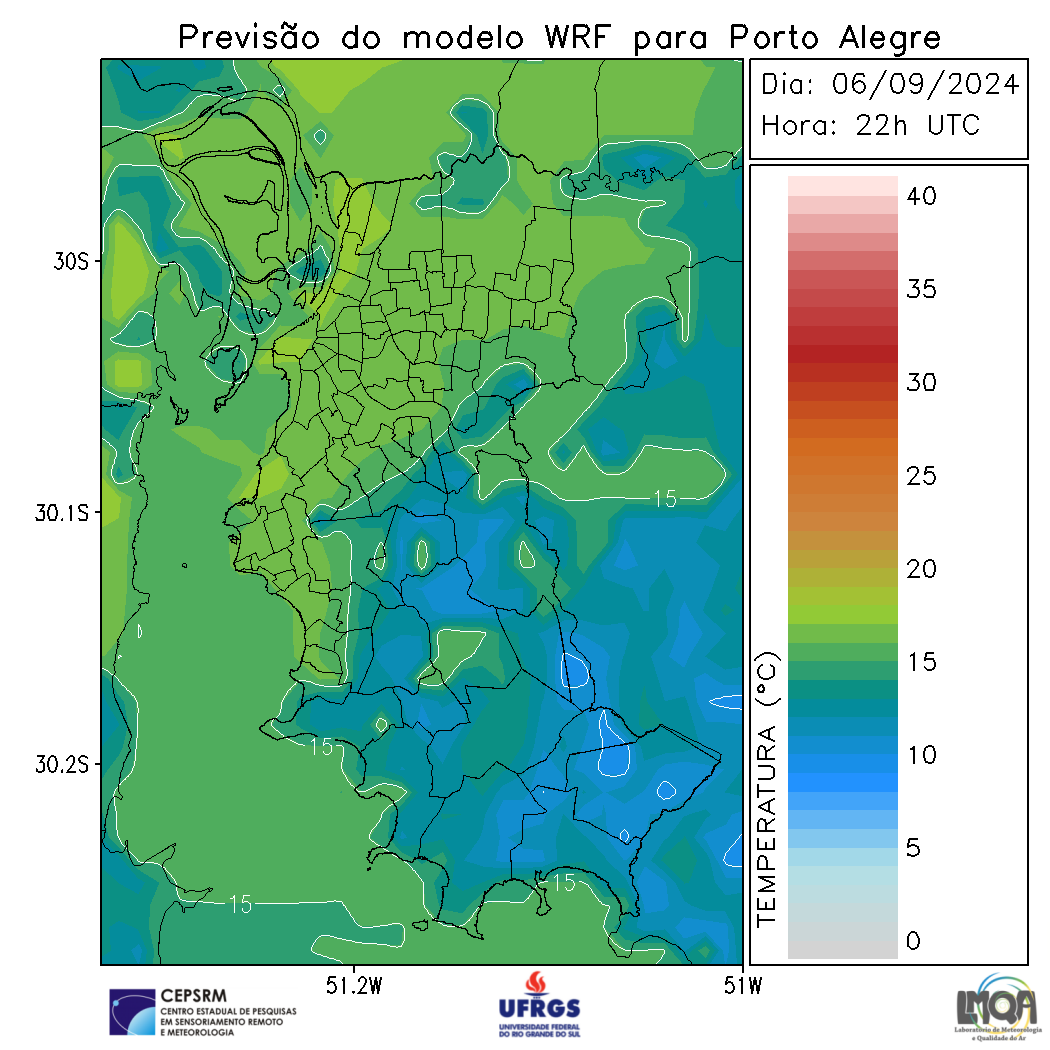 Previsão do modelo WRF para Porto Alegre
Dia: 06/09/2024
Hora: 22h UTC
30S
30.1S
30.2S
51.2W
51W
15
15
15
15
40
35
30
25
20
15
10
5
0
TEMPERATURA (°C)
CEPSRM
CENTRO ESTADUAL DE PESQUISAS
EM SENSORIAMENTO REMOTO
E METEOROLOGIA
UFRGS
UNIVERSIDADE FEDERAL
DO RIO GRANDE DO SUL
LMQA
Laboratório de Meteorologia
e Qualidade do Ar